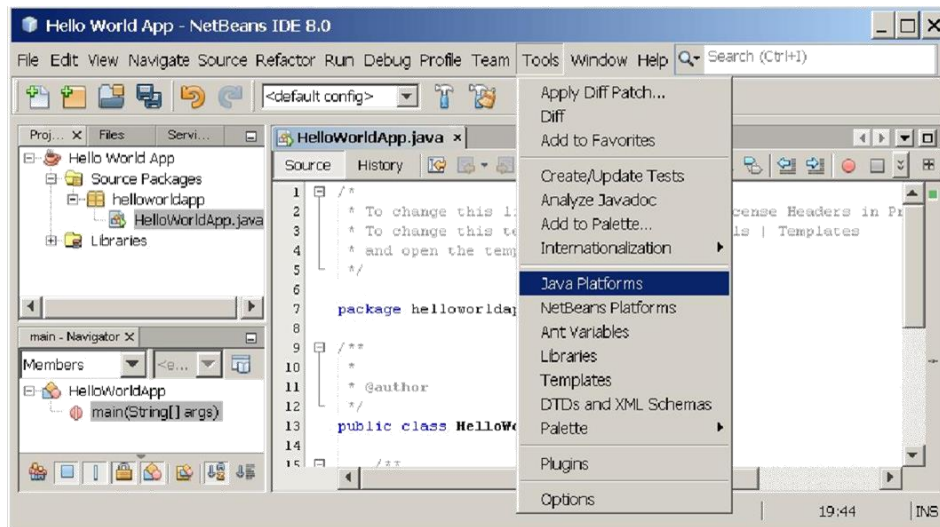 Hello World App - NetBeans IDE 8.0
File Edit View Navigate Source Refactor Run Debug Profile Team Tools Window Help Search (Ctrl+I)
<default config>
Apply Diff Patch...
Diff
Add to Favorites
Create/Update Tests
Analyze Javadoc
Add to Palette...
Internationalization
Java Platforms
NetBeans Platforms
Ant Variables
Libraries
Templates
DTDs and XML Schemas
Palette
Plugins
Options
Proj... Files Servi...
Hello World App
Source Packages
helloworldapp
HelloWorldApp.java
Libraries
main - Navigator
Members <e...
HelloWorldApp
main(String[] args)
HelloWorldApp.java
Source History
1 /*
2 * To change this li cense Headers in Pr
3 * To change this te ls | Templates
4 * and open the temp
5 */
6
7 package helloworldap
8
9 /**
10 *
11 * @author
12 */
13 public class HelloWo
14
15 /**
19:44 INS